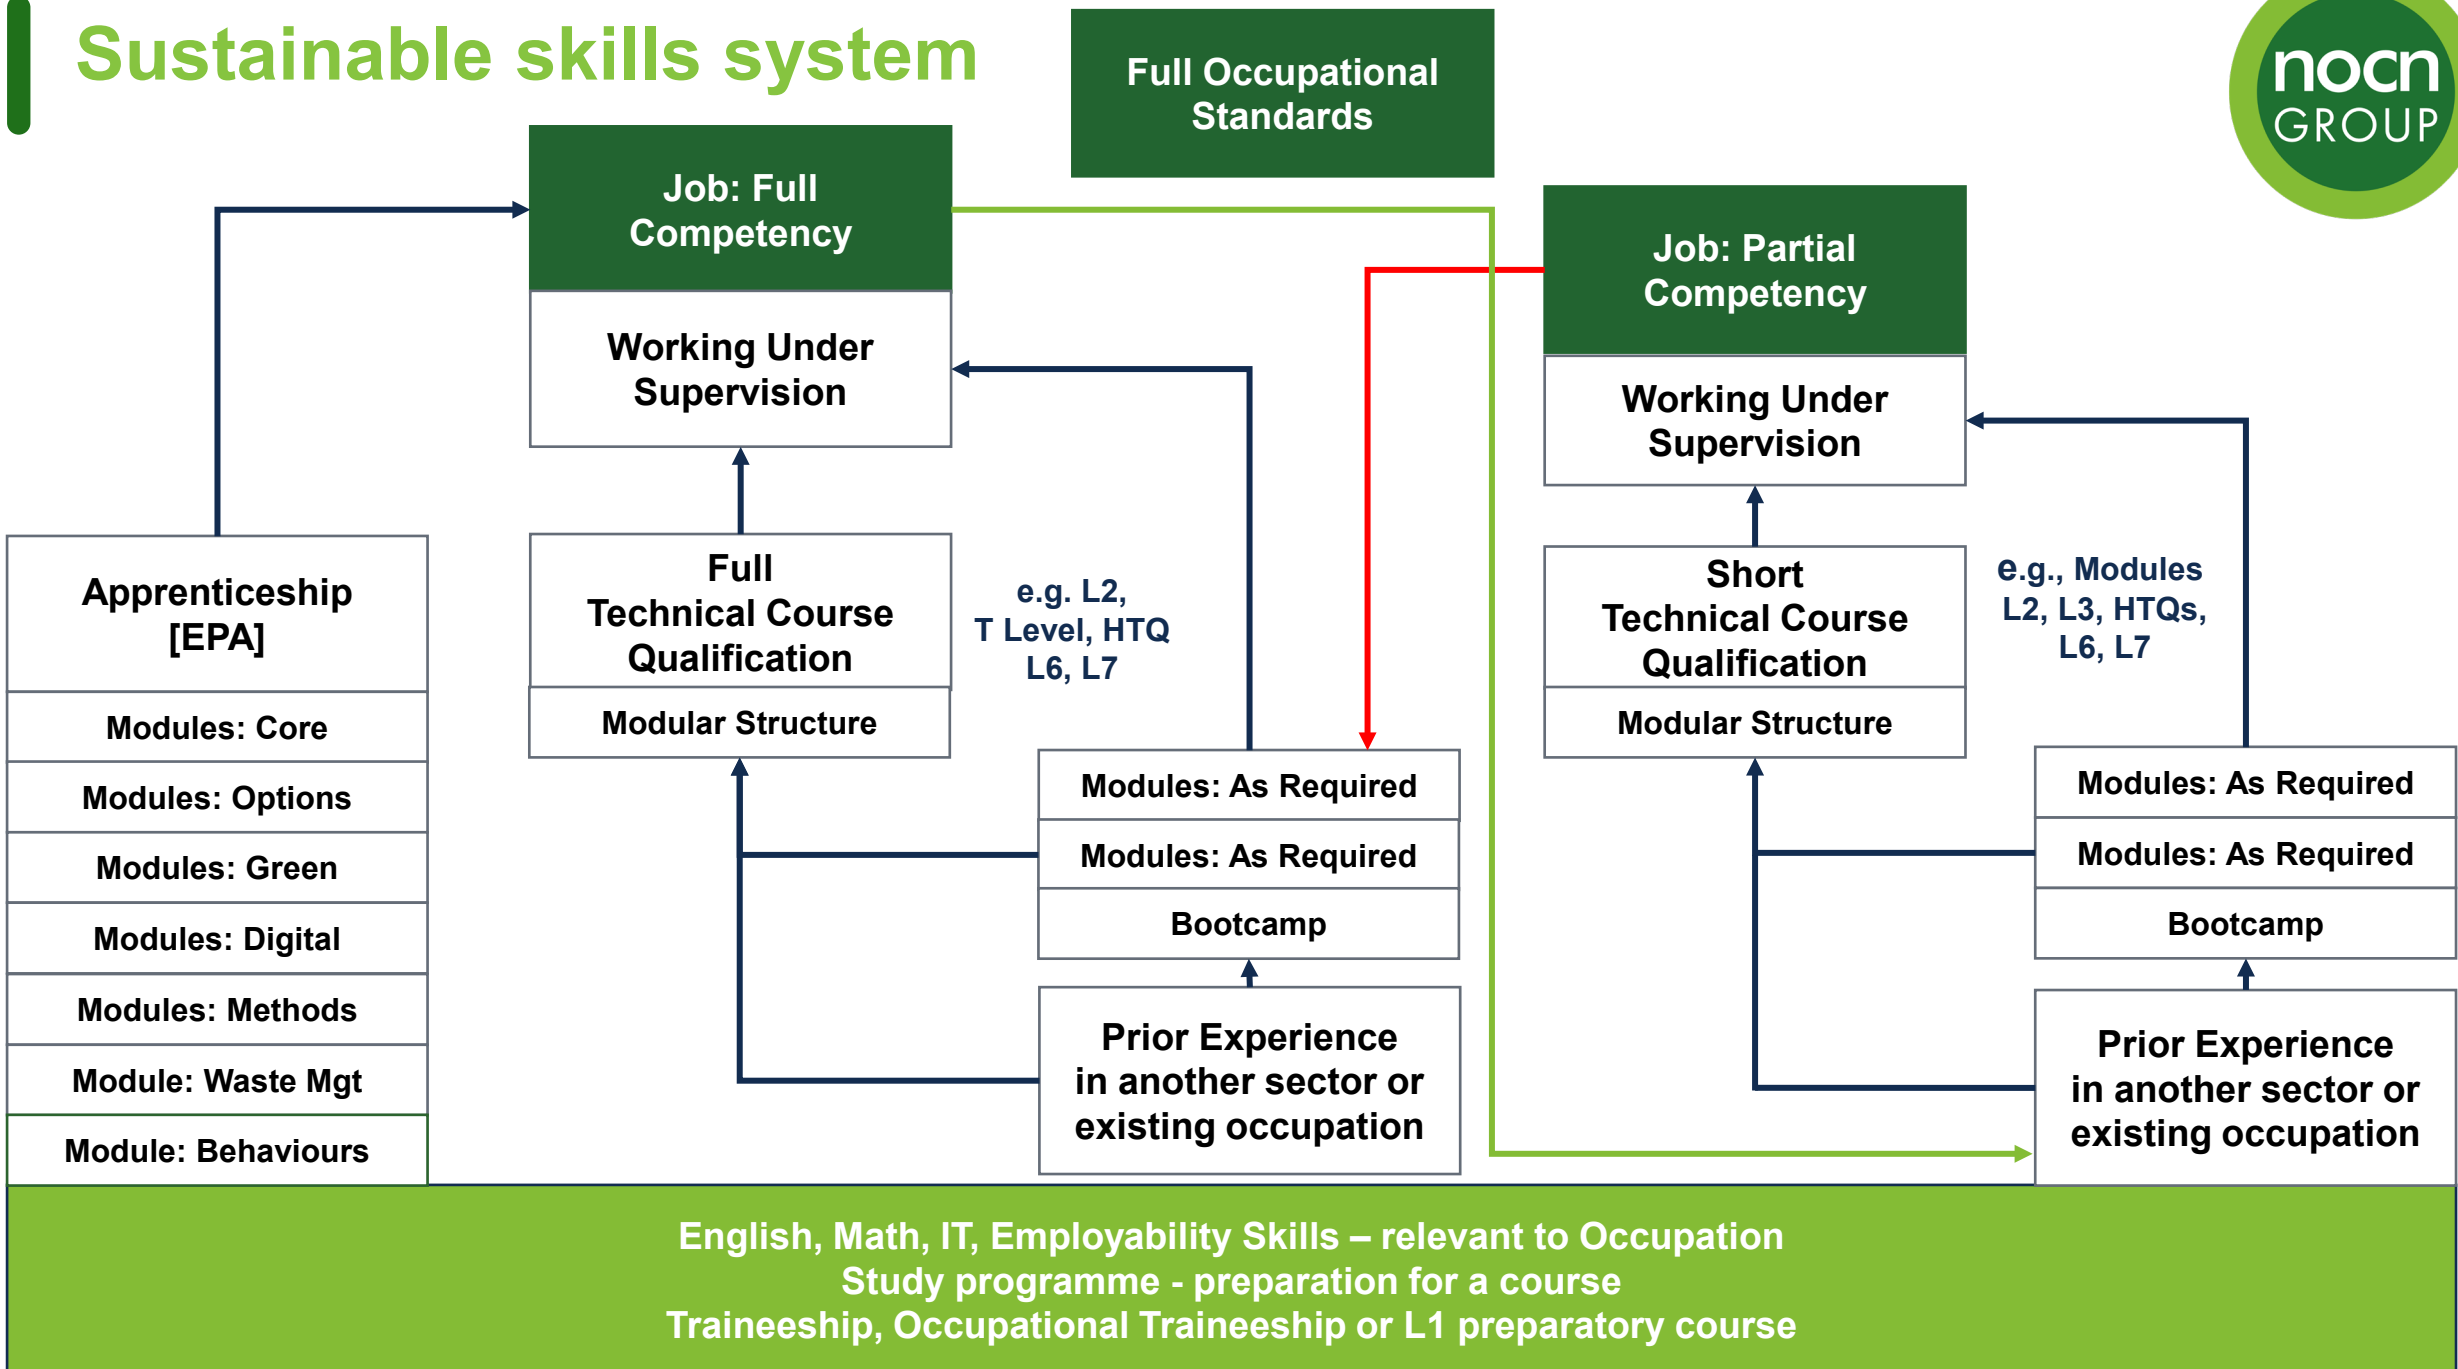 Sustainable skills system
Full Occupational
Standards
nocn
GROUP
Job: Full
Competency
Job: Partial
Competency
Working Under
Supervision
Working Under
Supervision
Apprenticeship
[EPA]
Modules: Core
Modules: Options
Modules: Green
Modules: Digital
Modules: Methods
Module: Waste Mgt
Module: Behaviours
Full
Technical Course
Qualification
Modular Structure
e.g. L2,
T Level, HTQ
L6, L7
Modules: As Required
Modules: As Required
Bootcamp
Prior Experience
in another sector or
existing occupation
Short
Technical Course
Qualification
Modular Structure
e.g., Modules
L2, L3, HTQs,
L6, L7
Modules: As Required
Modules: As Required
Bootcamp
Prior Experience
in another sector or
existing occupation
English, Math, IT, Employability Skills – relevant to Occupation
Study programme - preparation for a course
Traineeship, Occupational Traineeship or L1 preparatory course